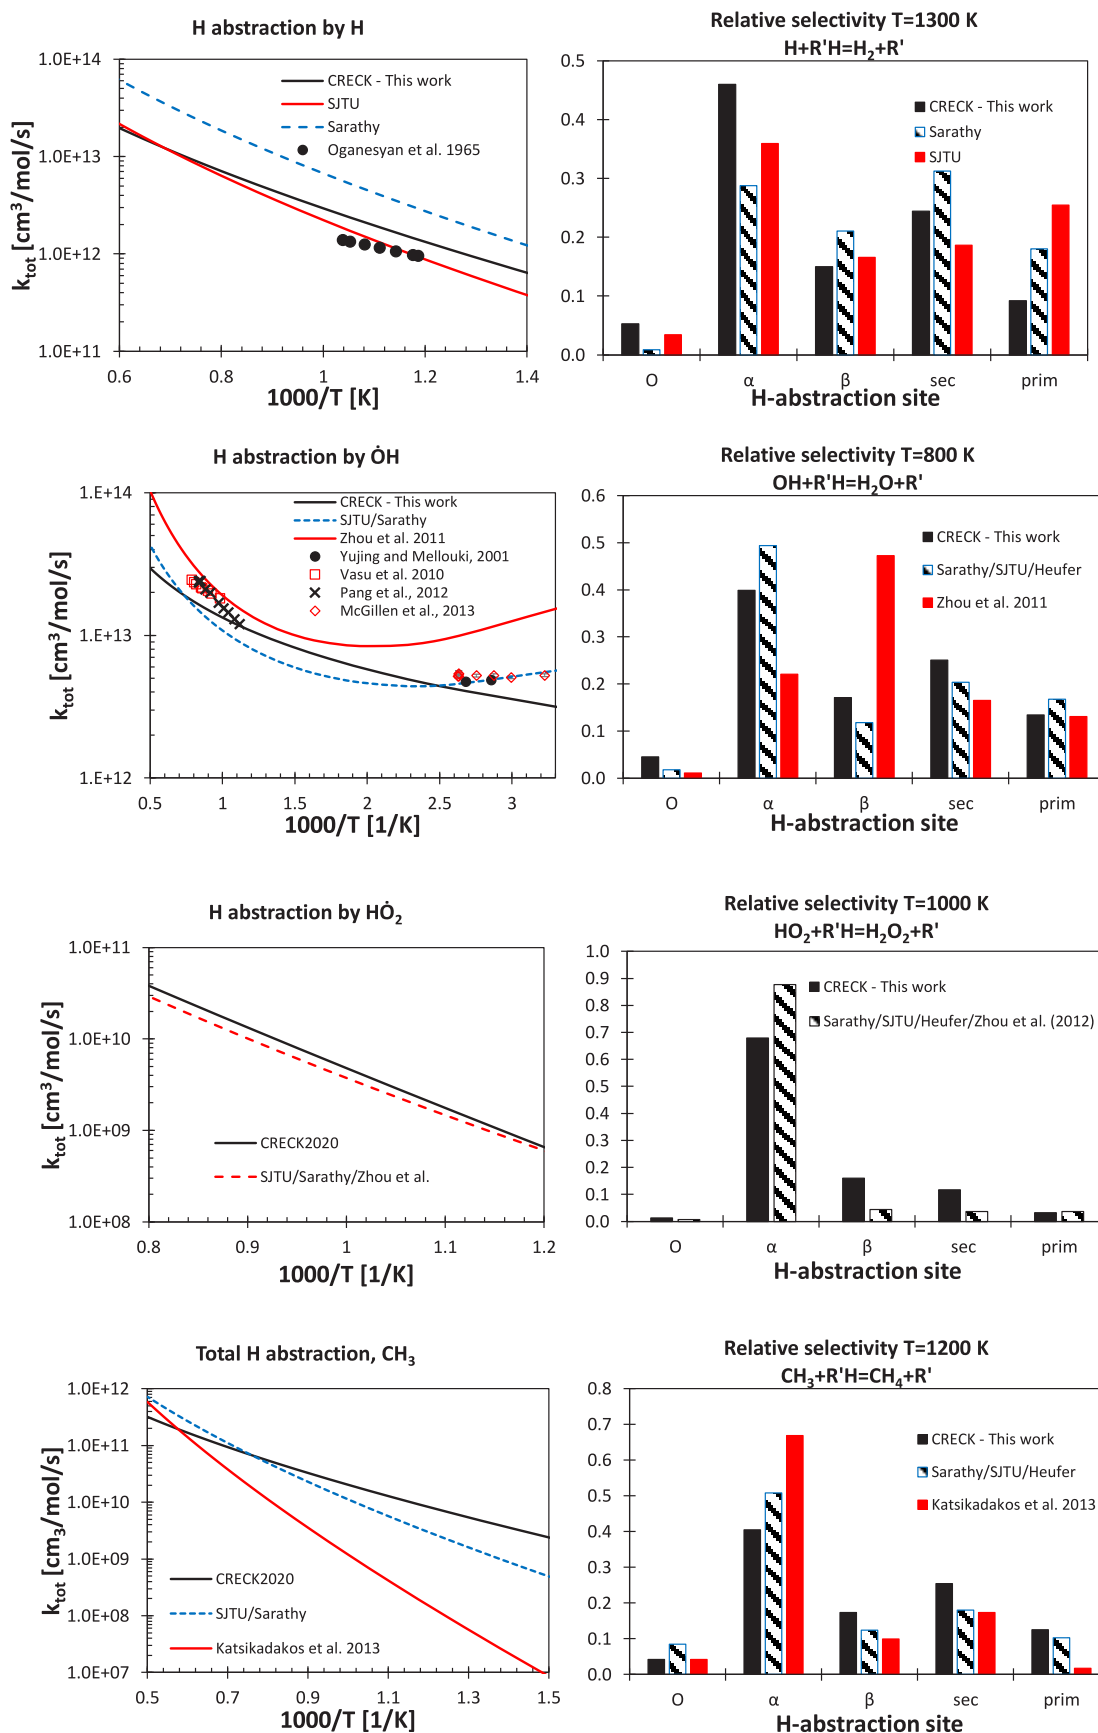 H abstraction by H
1.0E+14
1.0E+13
1.0E+12
1.0E+11
k_tot [cm³/mol/s]
CRECK - This work
SJTU
Sarathy
Oganesyan et al. 1965
0.6 0.8 1 1.2 1.4
1000/T [K]
Relative selectivity T=1300 K
H+R'H=H₂+R'
0.5
0.4
0.3
0.2
0.1
0.0
CRECK - This work
Sarathy
SJTU
O α β sec prim
H-abstraction site
H abstraction by ȮH
1.E+14
1.E+13
1.E+12
k_tot [cm³/mol/s]
CRECK - This work
SJTU/Sarathy
Zhou et al. 2011
Yujing and Mellouki, 2001
Vasu et al. 2010
Pang et al., 2012
McGillen et al., 2013
0.5 1 1.5 2 2.5 3
1000/T [1/K]
Relative selectivity T=800 K
OH+R'H=H₂O+R'
0.6
0.5
0.4
0.3
0.2
0.1
0.0
CRECK - This work
Sarathy/SJTU/Heufer
Zhou et al. 2011
O α β sec prim
H-abstraction site
H abstraction by HȮ₂
1.0E+11
1.0E+10
1.0E+09
1.0E+08
k_tot [cm³/mol/s]
CRECK2020
SJTU/Sarathy/Zhou et al.
0.8 0.9 1 1.1 1.2
1000/T [1/K]
Relative selectivity T=1000 K
HO₂+R'H=H₂O₂+R'
1.0
0.9
0.8
0.7
0.6
0.5
0.4
0.3
0.2
0.1
0.0
CRECK - This work
Sarathy/SJTU/Heufer/Zhou et al. (2012)
O α β sec prim
H-abstraction site
Total H abstraction, CH₃
1.0E+12
1.0E+11
1.0E+10
1.0E+09
1.0E+08
1.0E+07
k_tot [cm₃/mol/s]
CRECK2020
SJTU/Sarathy
Katsikadakos et al. 2013
0.5 0.7 0.9 1.1 1.3 1.5
1000/T [1/K]
Relative selectivity T=1200 K
CH₃+R'H=CH₄+R'
0.8
0.7
0.6
0.5
0.4
0.3
0.2
0.1
0.0
CRECK - This work
Sarathy/SJTU/Heufer
Katsikadakos et al. 2013
O α β sec prim
H-abstraction site